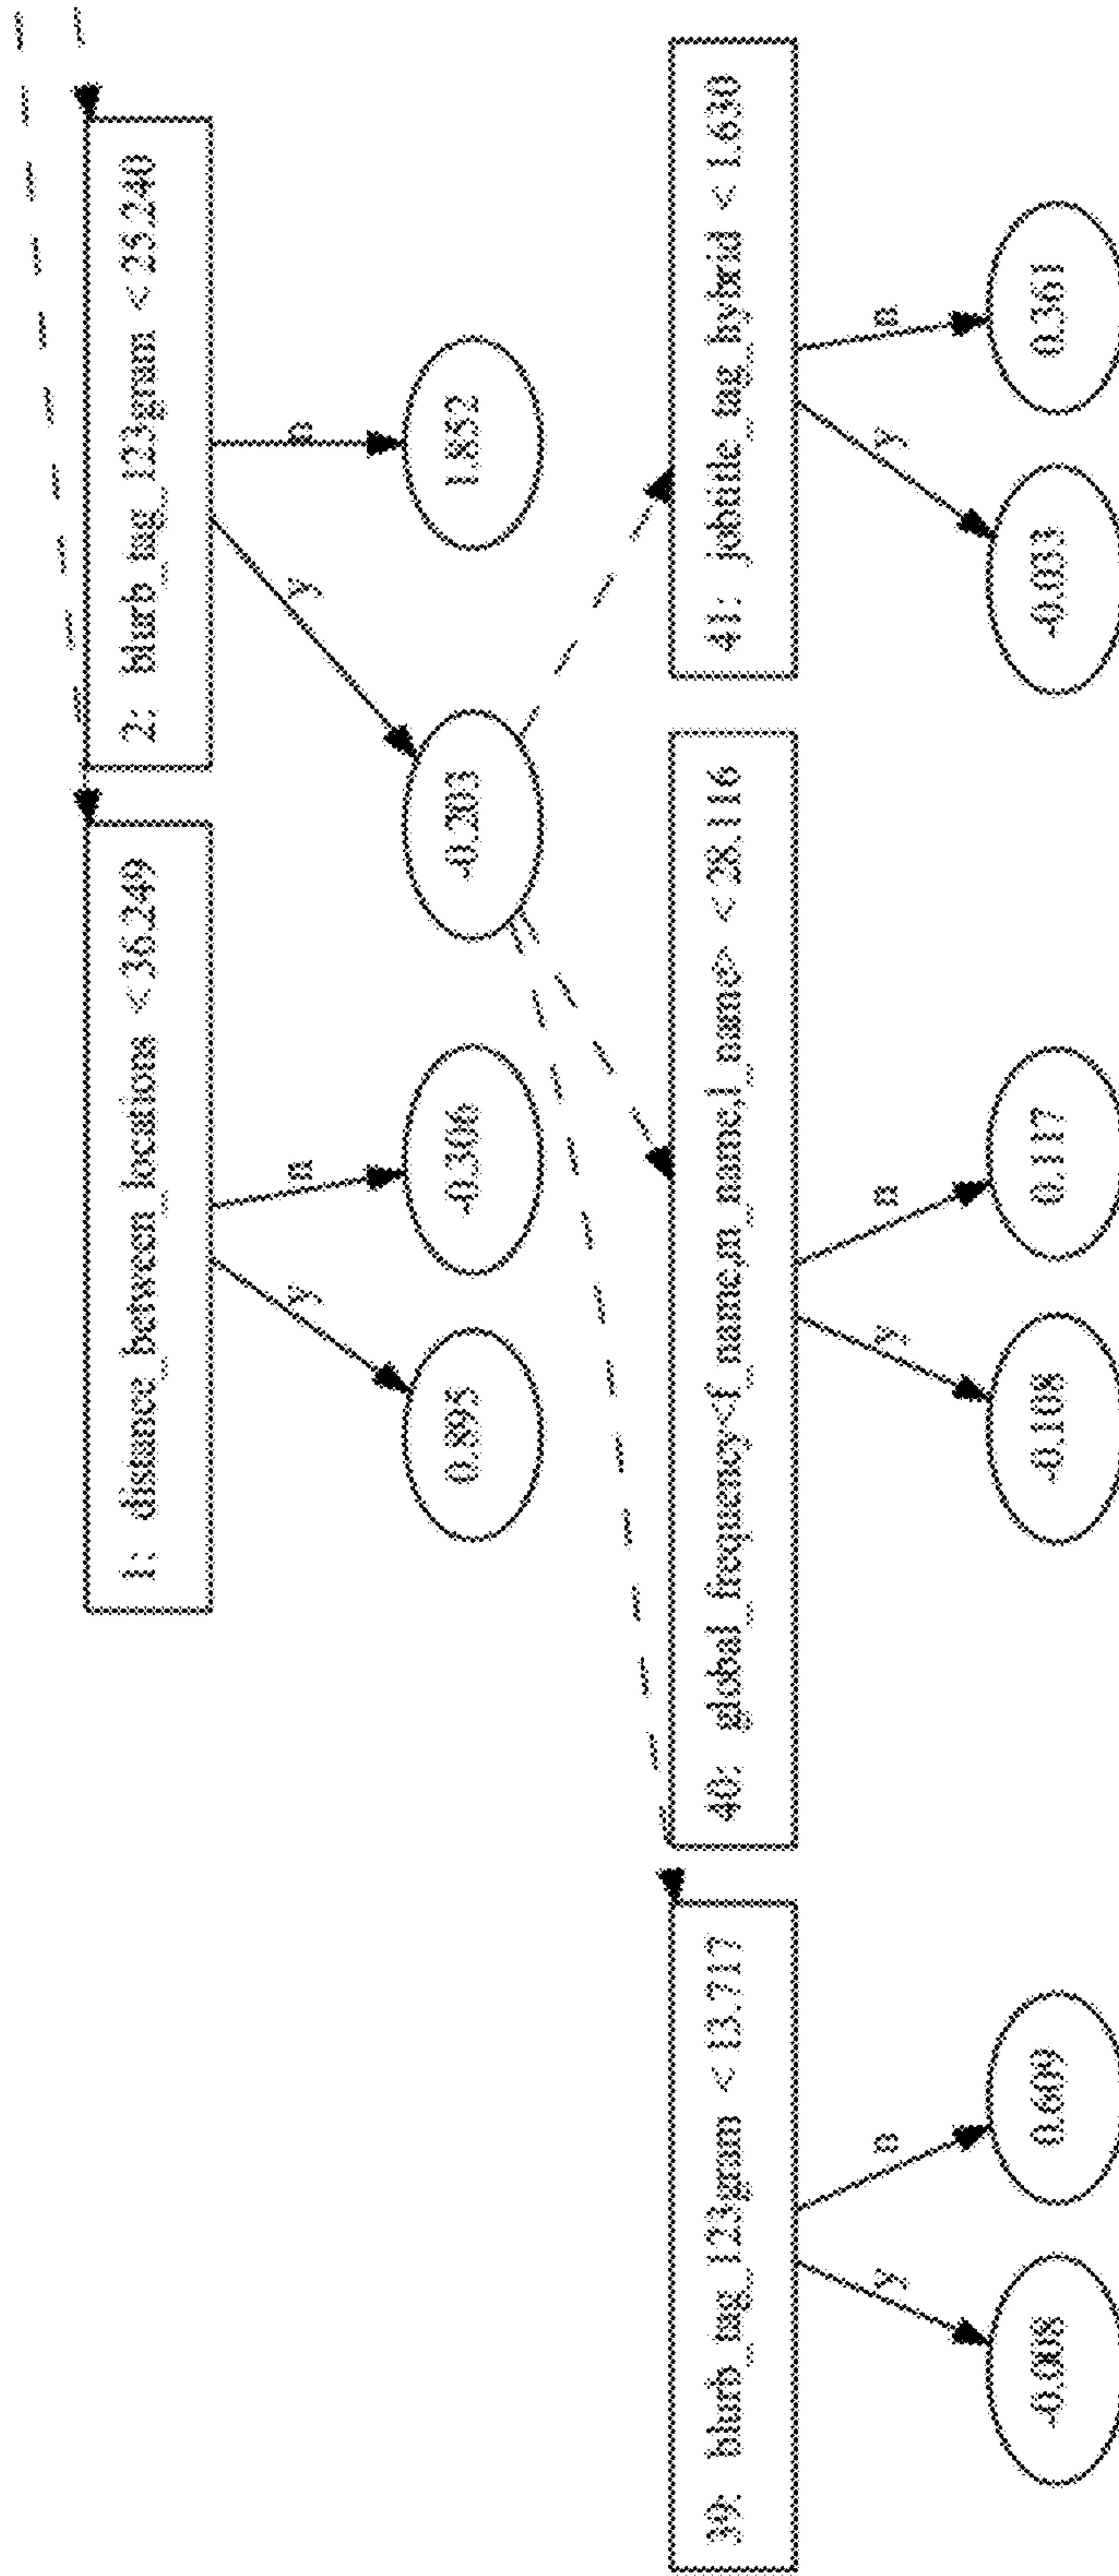 1: distance_between_locations < 36.249
2: blurb_tag_123gram < 25.240
y
n
y
n
0.895
-0.306
-0.203
1.852
39: blurb_tag_123gram < 13.717
40: global_frequency<f_name,m_name,l_name> < 28.116
41: jobtitle_tag_hybrid < 1.630
y
n
y
n
y
n
-0.008
0.609
-0.108
0.117
-0.033
0.361